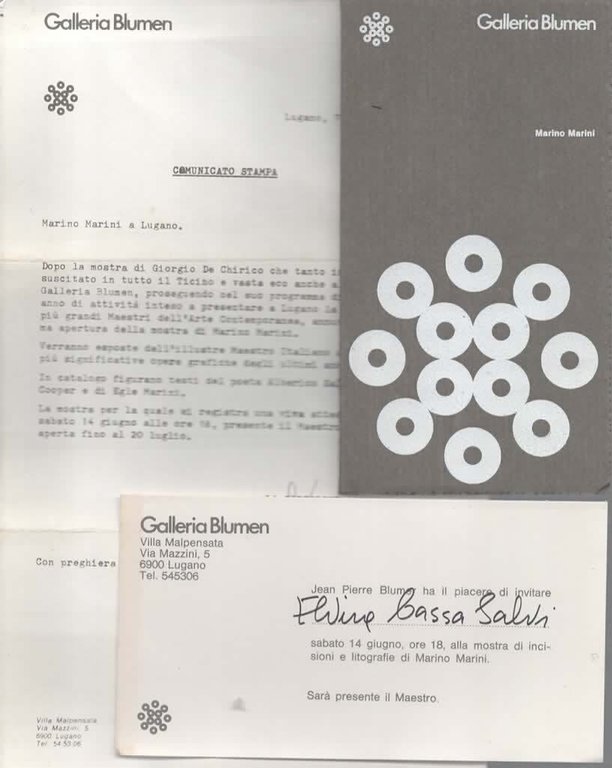 Galleria Blumen
Lugano,
COMUNICATO STAMPA
Marino Marini a Lugano.
Dopo la mostra di Giorgio De Chirico che tanto
suscitato in tutto il Ticino e vasta eco anche
Galleria Blumen, proseguendo nel suo programma
anno di attività inteso a presentare a Lugano
più grandi Maestri dell'Arte Contemporanea,
ma apertura della mostra di Marino Marini.
Verranno esposte dall'illustre Maestro Italiano
più significative opere grafiche degli ultimi
In catalogo figurano testi del poeta Alberico
Cooper e di Egle Marini.
La mostra per la quale si registra una viva
sabato 14 giugno alle ore 18, presente il Maestro
aperta fino al 20 luglio.
Con preghiera
Villa Malpensata
Via Mazzini, 5
6900 Lugano
Tel. 54.53.06
Galleria Blumen
Marino Marini
Galleria Blumen
Villa Malpensata
Via Mazzini, 5
6900 Lugano
Tel. 545306
Jean Pierre Blumer ha il piacere di invitare
Elvira Cassa Salvi
sabato 14 giugno, ore 18, alla mostra di inci-
sioni e litografie di Marino Marini.
Sarà presente il Maestro.